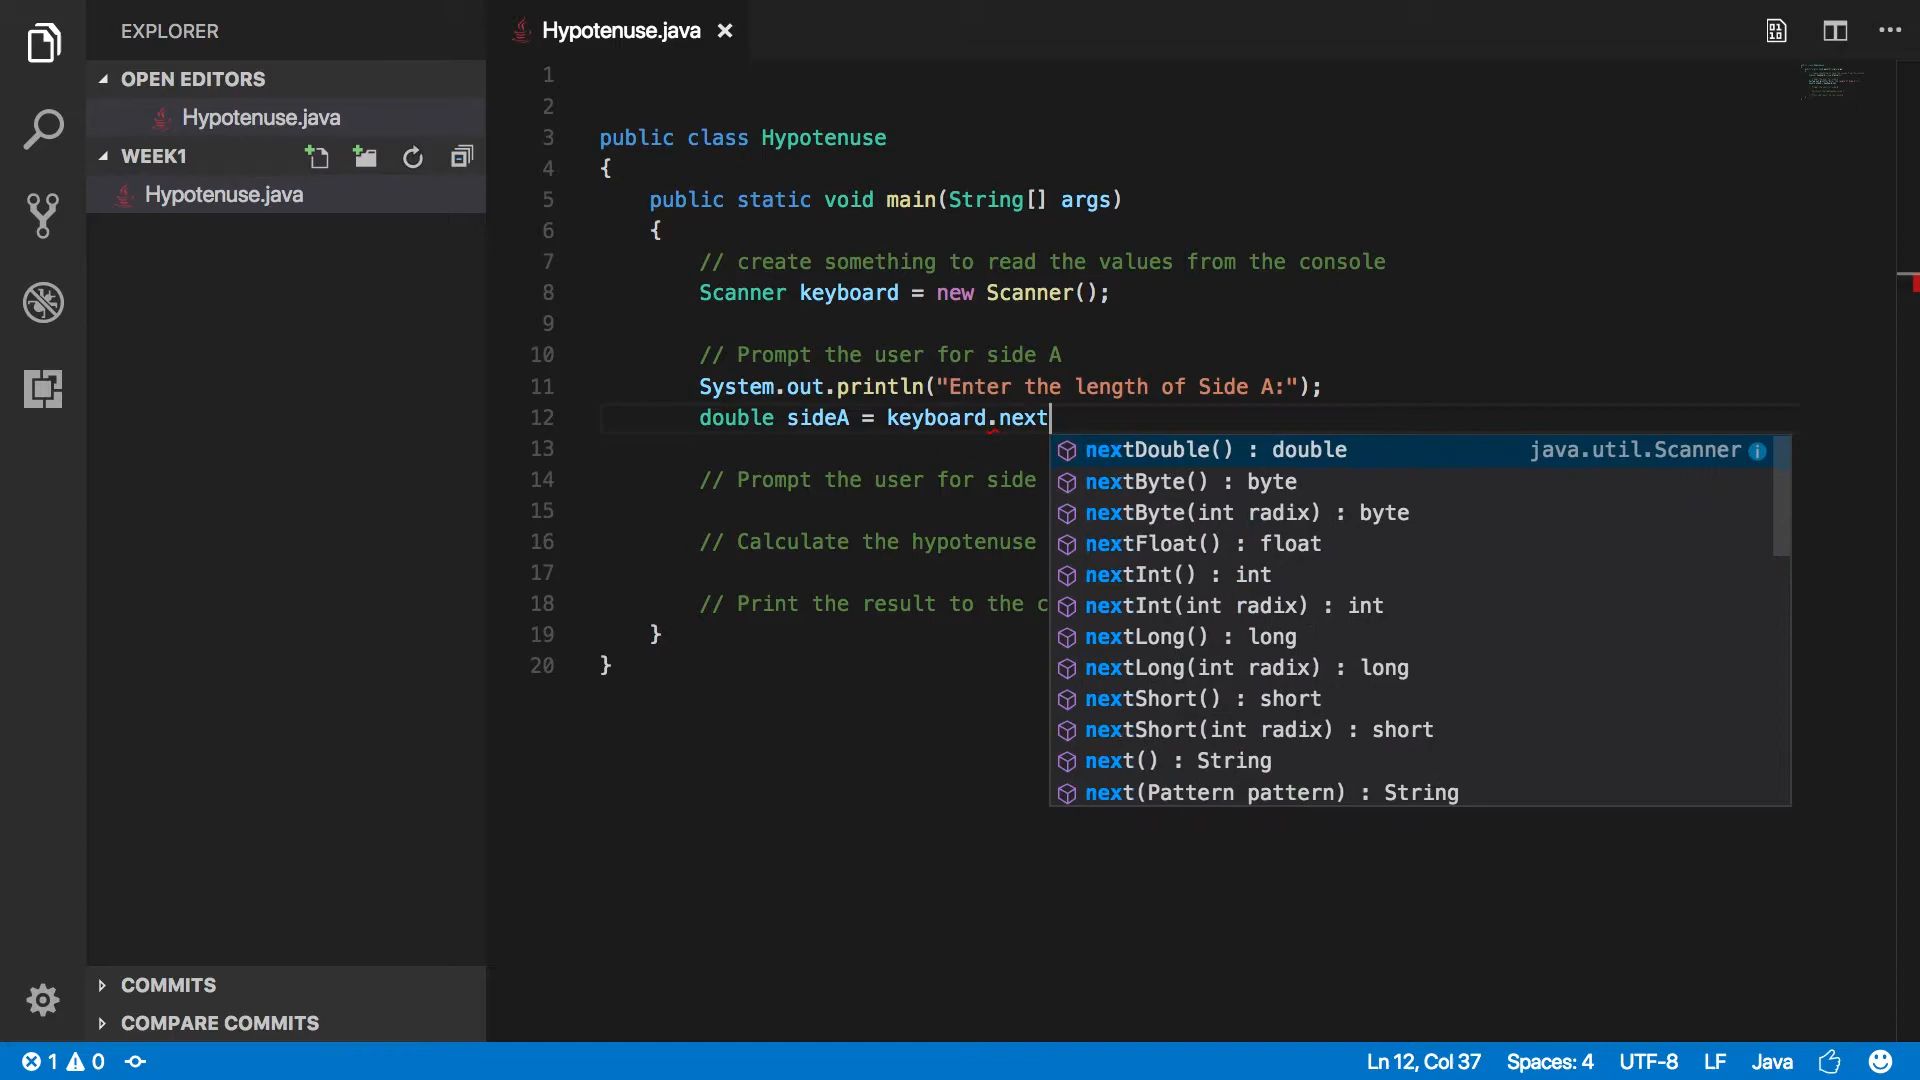 EXPLORER
OPEN EDITORS
Hypotenuse.java
WEEK1
Hypotenuse.java
Hypotenuse.java
1
2
3 public class Hypotenuse
4 {
5 public static void main(String[] args)
6 {
7 // create something to read the values from the console
8 Scanner keyboard = new Scanner();
9
10 // Prompt the user for side A
11 System.out.println("Enter the length of Side A:");
12 double sideA = keyboard.next
13
14 // Prompt the user for side
15
16 // Calculate the hypotenuse
17
18 // Print the result to the c
19 }
20 }
nextDouble() : double java.util.Scanner
nextByte() : byte
nextByte(int radix) : byte
nextFloat() : float
nextInt() : int
nextInt(int radix) : int
nextLong() : long
nextLong(int radix) : long
nextShort() : short
nextShort(int radix) : short
next() : String
next(Pattern pattern) : String
COMMITS
COMPARE COMMITS
1 0 Ln 12, Col 37 Spaces: 4 UTF-8 LF Java